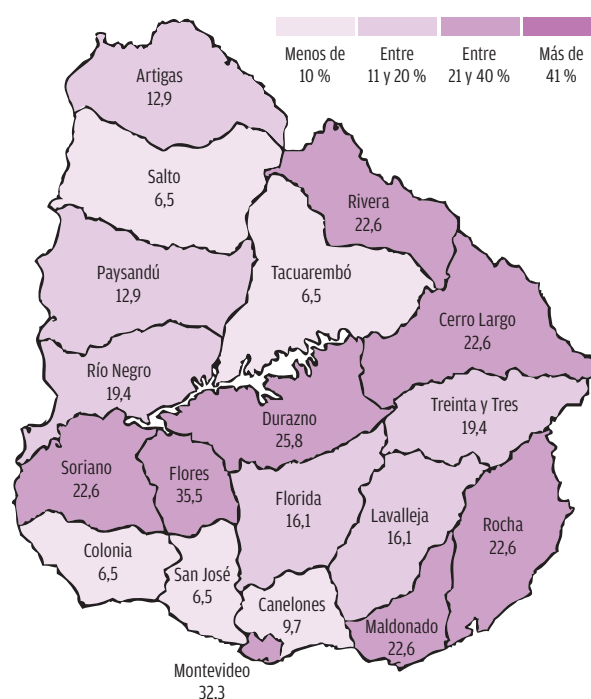 Menos de
10 %
Entre
11 y 20 %
Entre
21 y 40 %
Más de
41 %
Artigas
12,9
Salto
6,5
Rivera
22,6
Paysandú
12,9
Tacuarembó
6,5
Cerro Largo
22,6
Río Negro
19,4
Durazno
25,8
Treinta y Tres
19,4
Soriano
22,6
Flores
35,5
Florida
16,1
Lavalleja
16,1
Rocha
22,6
Colonia
6,5
San José
6,5
Canelones
9,7
Maldonado
22,6
Montevideo
32,3